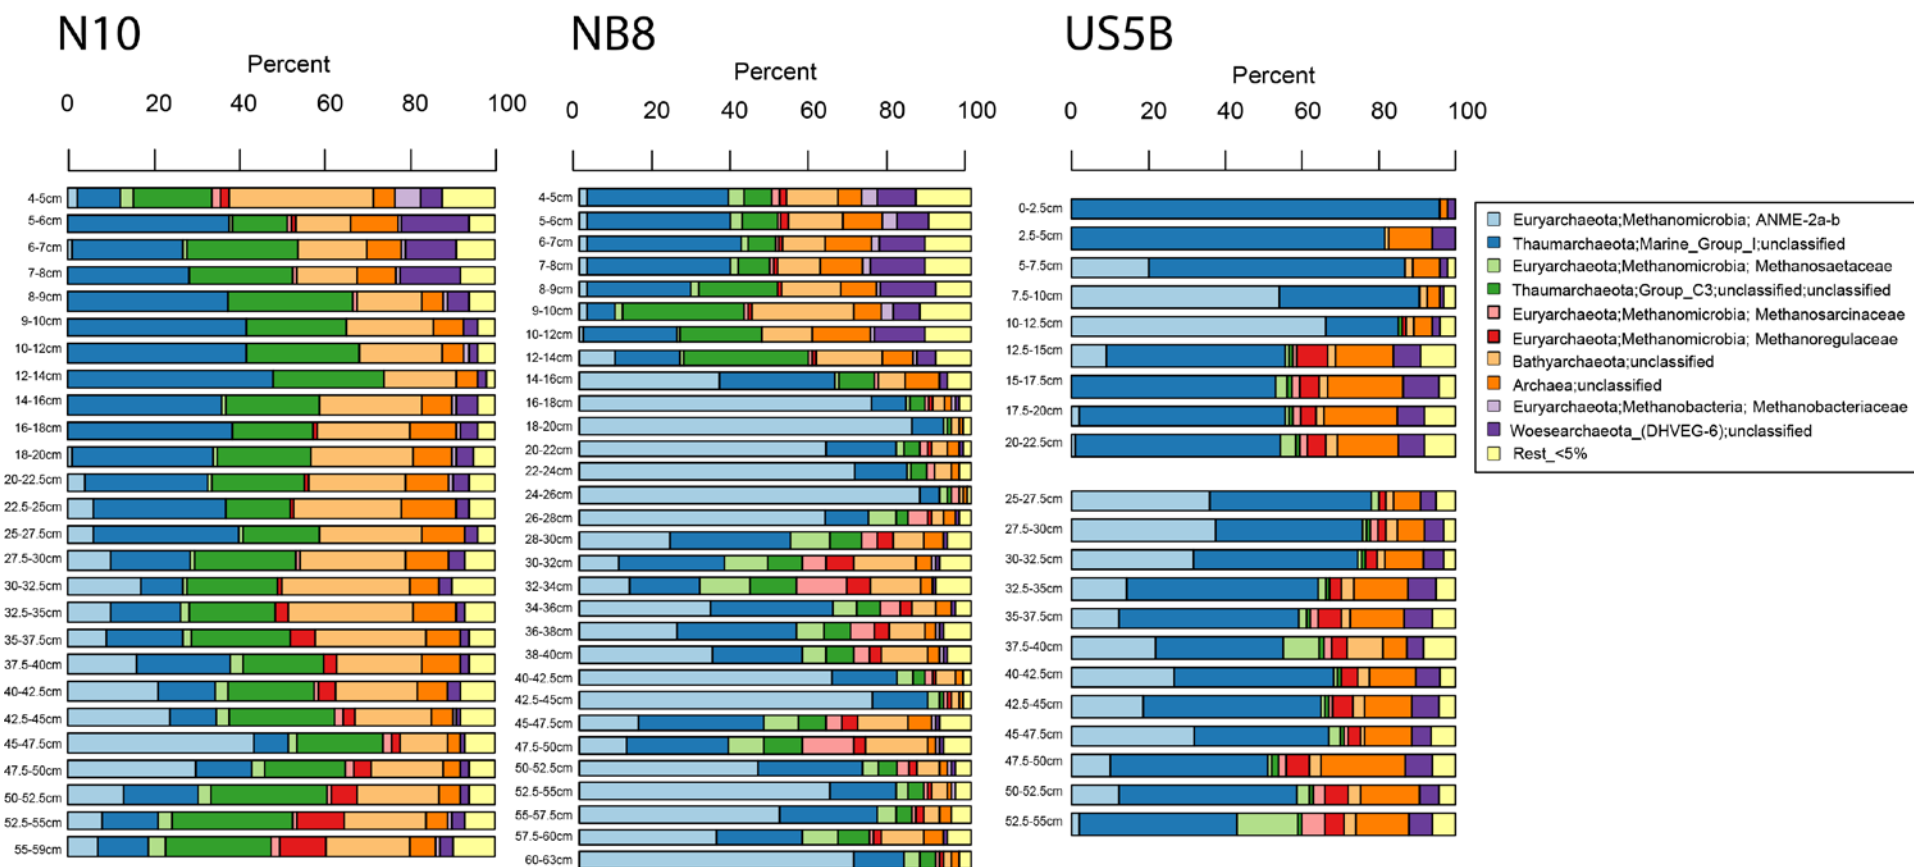 N10
Percent
0 20 40 60 80 100
4-5cm
5-6cm
6-7cm
7-8cm
8-9cm
9-10cm
10-12cm
12-14cm
14-16cm
16-18cm
18-20cm
20-22.5cm
22.5-25cm
25-27.5cm
27.5-30cm
30-32.5cm
32.5-35cm
35-37.5cm
37.5-40cm
40-42.5cm
42.5-45cm
45-47.5cm
47.5-50cm
50-52.5cm
52.5-55cm
55-59cm
NB8
Percent
0 20 40 60 80 100
4-5cm
5-6cm
6-7cm
7-8cm
8-9cm
9-10cm
10-12cm
12-14cm
14-16cm
16-18cm
18-20cm
20-22cm
22-24cm
24-26cm
26-28cm
28-30cm
30-32cm
32-34cm
34-36cm
36-38cm
38-40cm
40-42.5cm
42.5-45cm
45-47.5cm
47.5-50cm
50-52.5cm
52.5-55cm
55-57.5cm
57.5-60cm
60-63cm
US5B
Percent
0 20 40 60 80 100
0-2.5cm
2.5-5cm
5-7.5cm
7.5-10cm
10-12.5cm
12.5-15cm
15-17.5cm
17.5-20cm
20-22.5cm
25-27.5cm
27.5-30cm
30-32.5cm
32.5-35cm
35-37.5cm
37.5-40cm
40-42.5cm
42.5-45cm
45-47.5cm
47.5-50cm
50-52.5cm
52.5-55cm
Euryarchaeota;Methanomicrobia; ANME-2a-b
Thaumarchaeota;Marine_Group_I;unclassified
Euryarchaeota;Methanomicrobia; Methanosaetaceae
Thaumarchaeota;Group_C3;unclassified;unclassified
Euryarchaeota;Methanomicrobia; Methanosarcinaceae
Euryarchaeota;Methanomicrobia; Methanoregulaceae
Bathyarchaeota;unclassified
Archaea;unclassified
Euryarchaeota;Methanobacteria; Methanobacteriaceae
Woesearchaeota_(DHVEG-6);unclassified
Rest_<5%